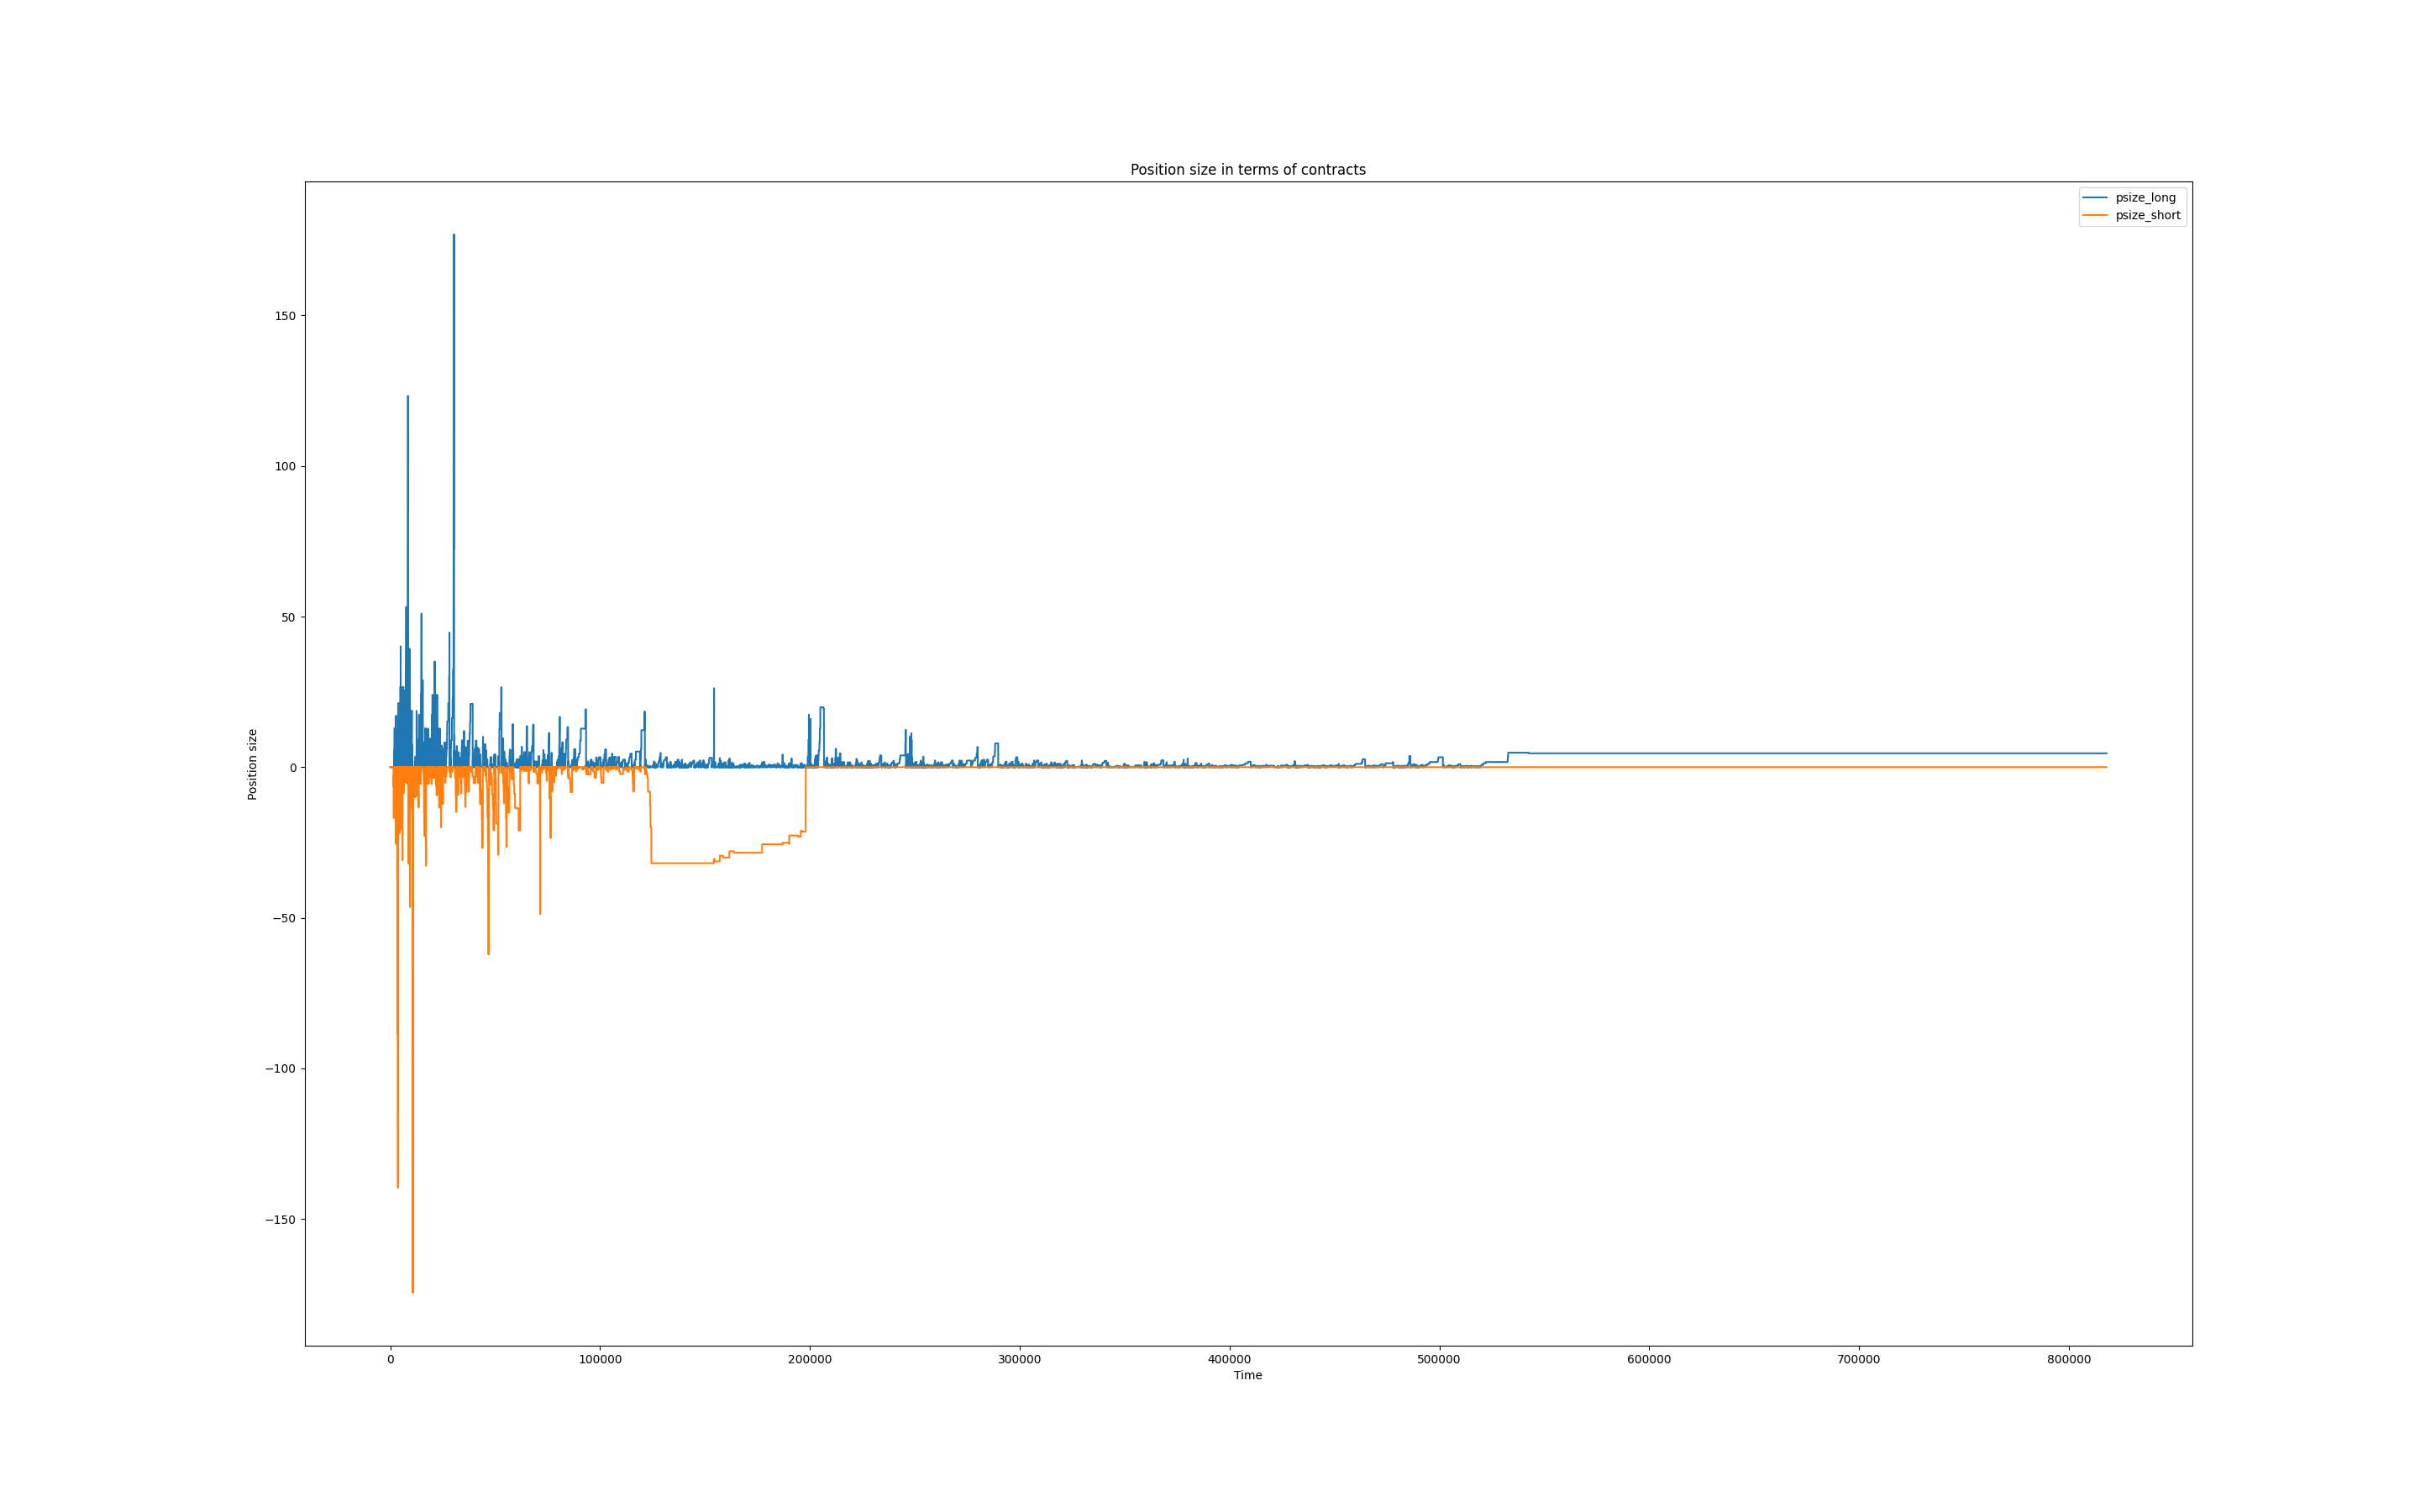 Position size in terms of contracts
psize_long
psize_short
Position size
150
100
50
0
−50
−100
−150
0 100000 200000 300000 400000 500000 600000 700000 800000
Time